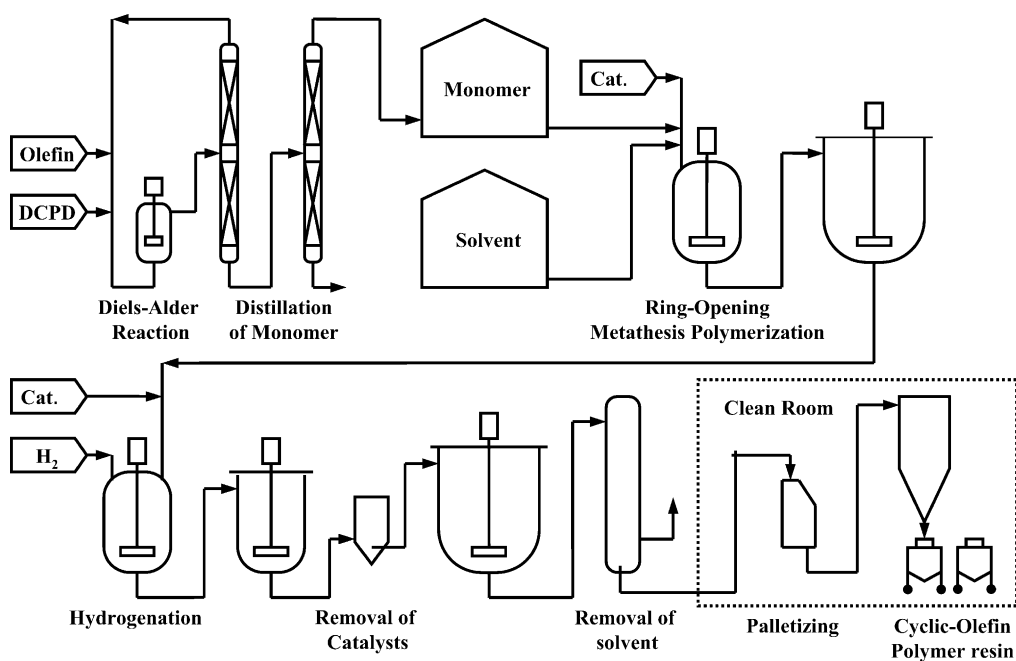 Monomer
Cat.
Olefin
DCPD
Solvent
Diels-Alder
Reaction
Distillation
of Monomer
Ring-Opening
Metathesis Polymerization
Cat.
H2
Clean Room
Hydrogenation
Removal of
Catalysts
Removal of
solvent
Palletizing
Cyclic-Olefin
Polymer resin